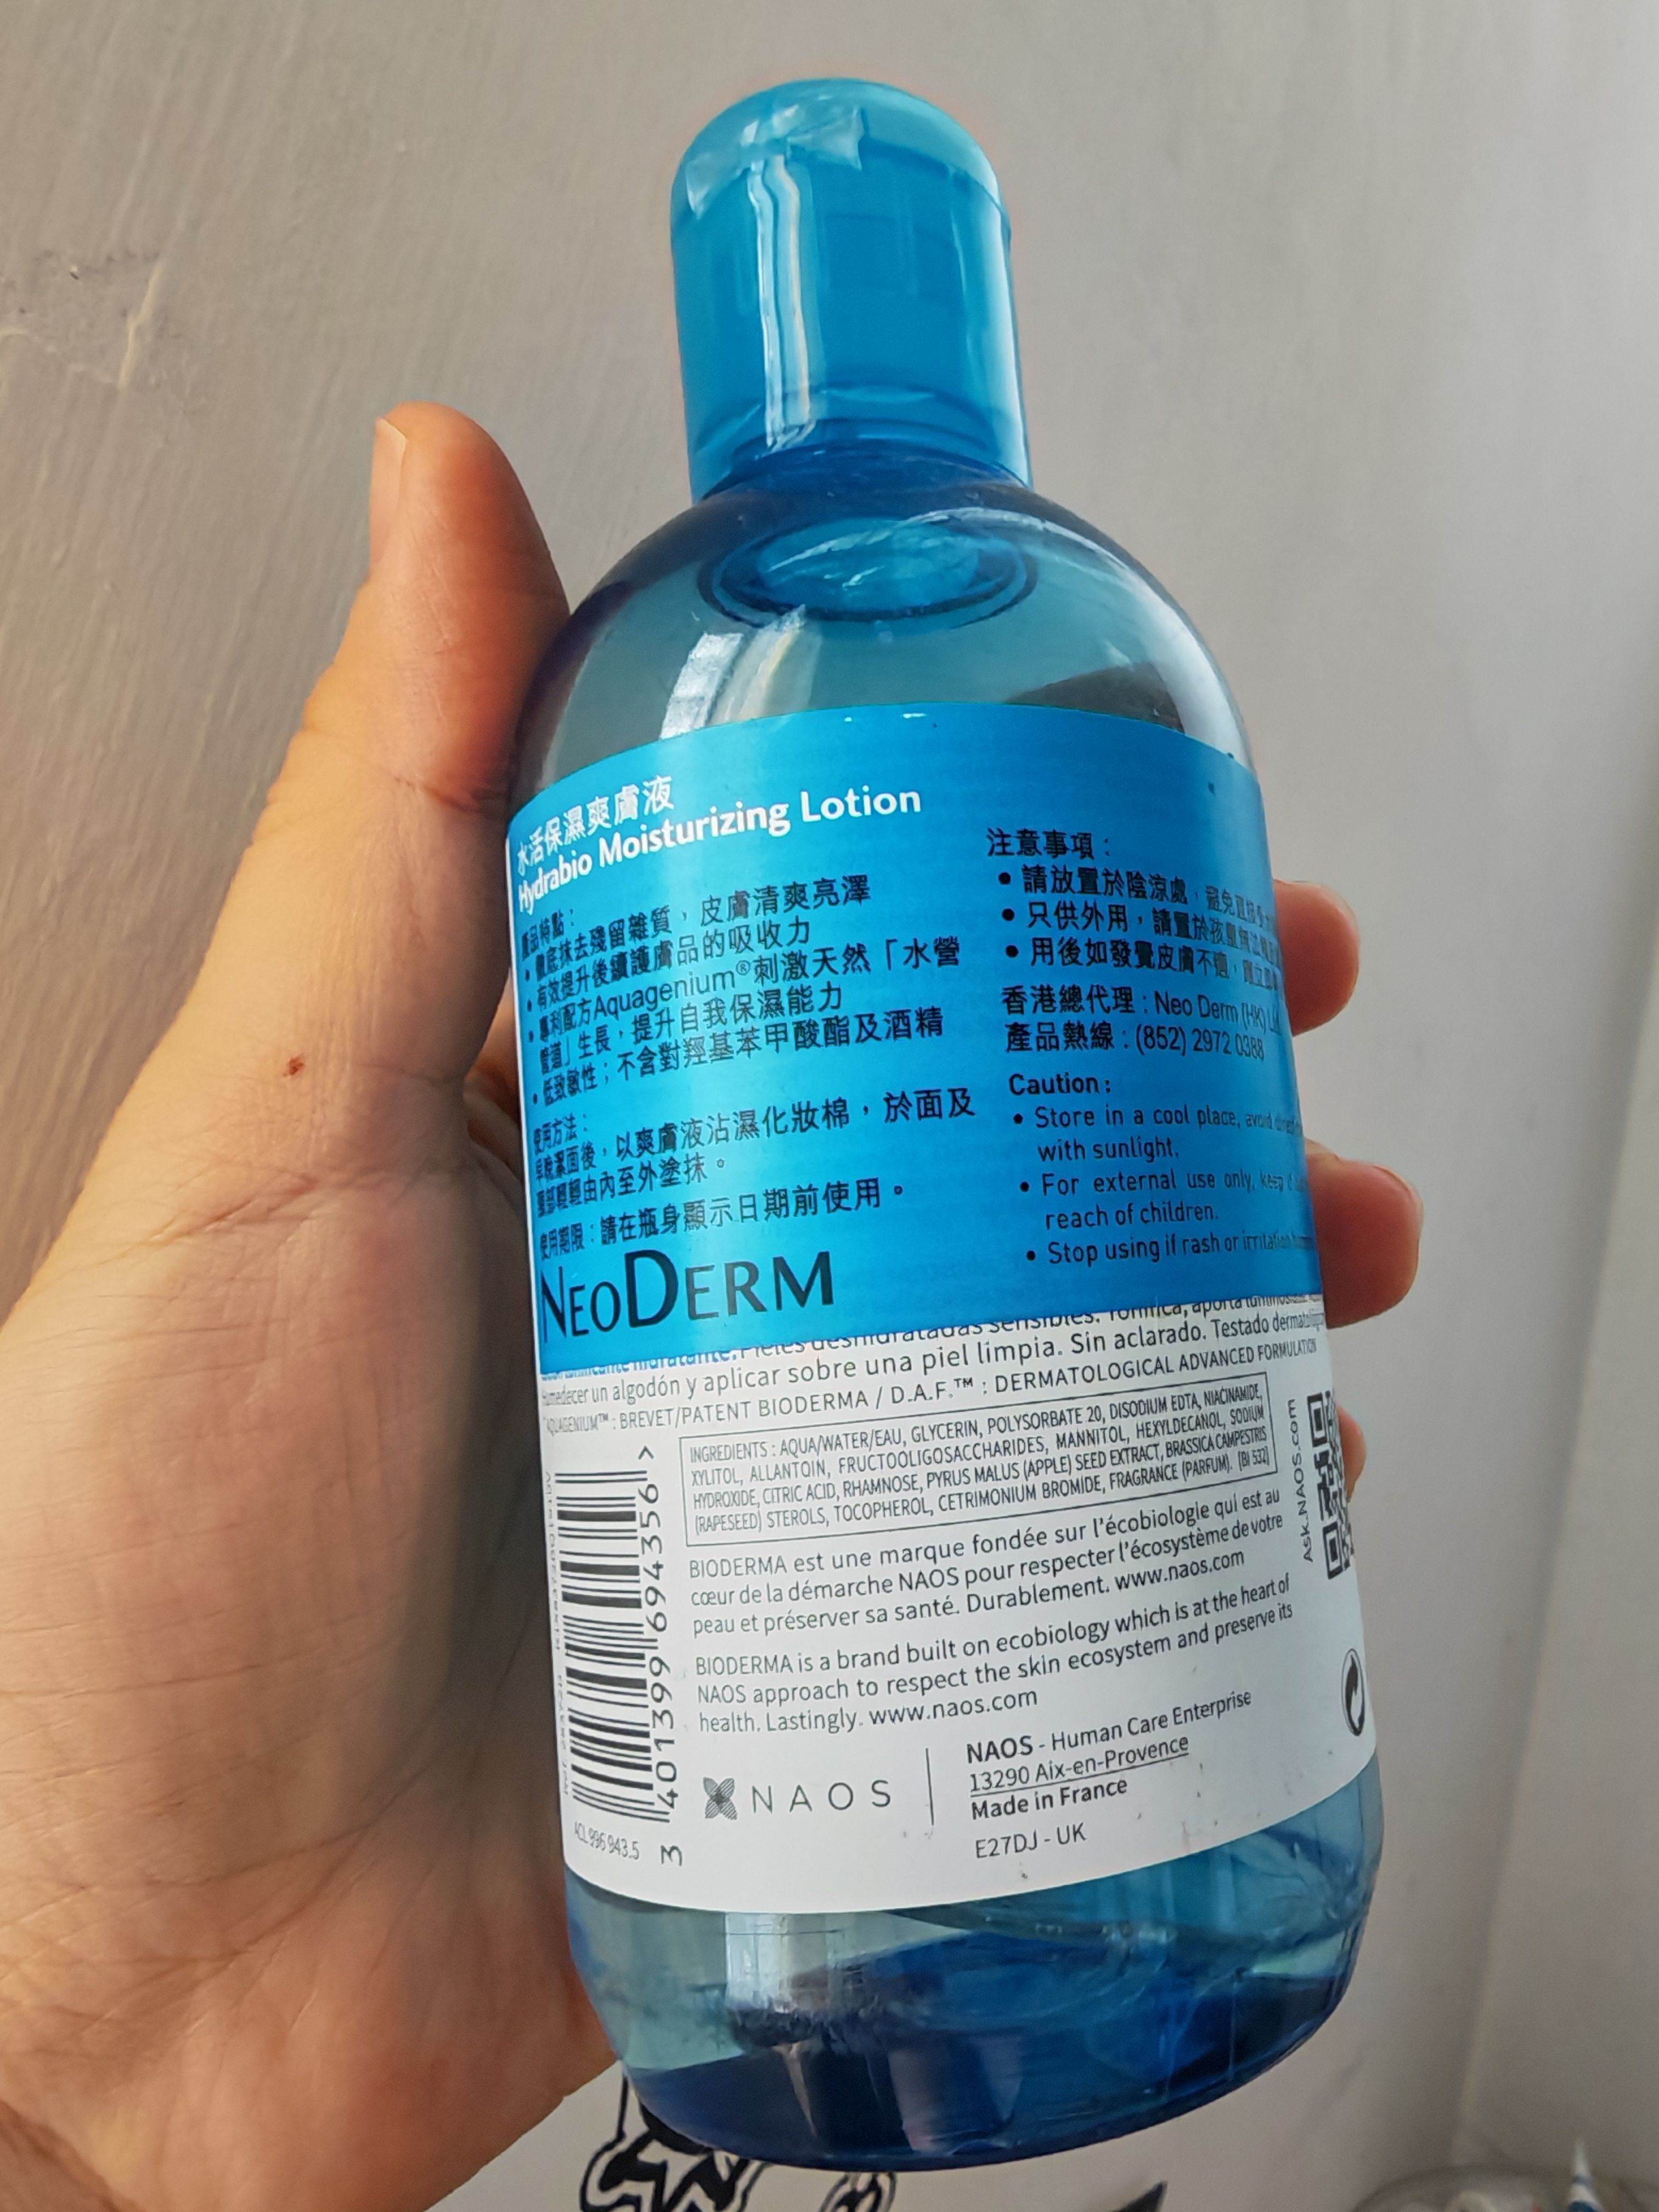 水活保濕爽膚液
Hydrabio Moisturizing Lotion
產品特點：
• 徹底抹去殘留雜質，皮膚清爽亮澤
• 有效提升後續護膚品的吸收力
• 專利配方Aquagenium®刺激天然「水營
管道」生長，提升自我保濕能力
• 低致敏性；不含對羥基苯甲酸酯及酒精
使用方法：
早晚潔面後，以爽膚液沾濕化妝棉，於面及
輕輕由內至外塗抹。
使用期限：請在瓶身顯示日期前使用。
NEODERM
注意事項：
• 請放置於陰涼處，避免直接
• 只供外用，請置於孩童
• 用後如發覺皮膚不適，
香港總代理：Neo Derm (HK)
產品熱線：(852) 2972 0388
Caution :
• Store in a cool place, avoid direct
with sunlight.
• For external use only, keep
reach of children.
• Stop using if rash or irritation
hidratante. Pieles deshidratadas sensibles. Tonifica, aporta
Humedecer un algodón y aplicar sobre una piel limpia. Sin aclarado. Testado
AQUAGENIUM™ : BREVET/PATENT BIODERMA / D.A.F.™ : DERMATOLOGICAL ADVANCED FORMULATION
INGREDIENTS : AQUA/WATER/EAU, GLYCERIN, POLYSORBATE 20, DISODIUM EDTA, NIACINAMIDE,
XYLITOL, ALLANTOIN, FRUCTOOLIGOSACCHARIDES, MANNITOL, HEXYLDECANOL, SODIUM
HYDROXIDE, CITRIC ACID, RHAMNOSE, PYRUS MALUS (APPLE) SEED EXTRACT, BRASSICA CAMPESTRIS
(RAPESEED) STEROLS, TOCOPHEROL, CETRIMONIUM BROMIDE, FRAGRANCE (PARFUM). [BI 532]
BIODERMA est une marque fondée sur l'écobiologie qui est au
cœur de la démarche NAOS pour respecter l'écosystème de votre
peau et préserver sa santé. Durablement. www.naos.com
BIODERMA is a brand built on ecobiology which is at the heart of
NAOS approach to respect the skin ecosystem and preserve its
health. Lastingly. www.naos.com
NAOS
NAOS - Human Care Enterprise
13290 Aix-en-Provence
Made in France
E27DJ - UK
Ask.NAOS.com
3 401399 694356 >
ACL 996 943.5